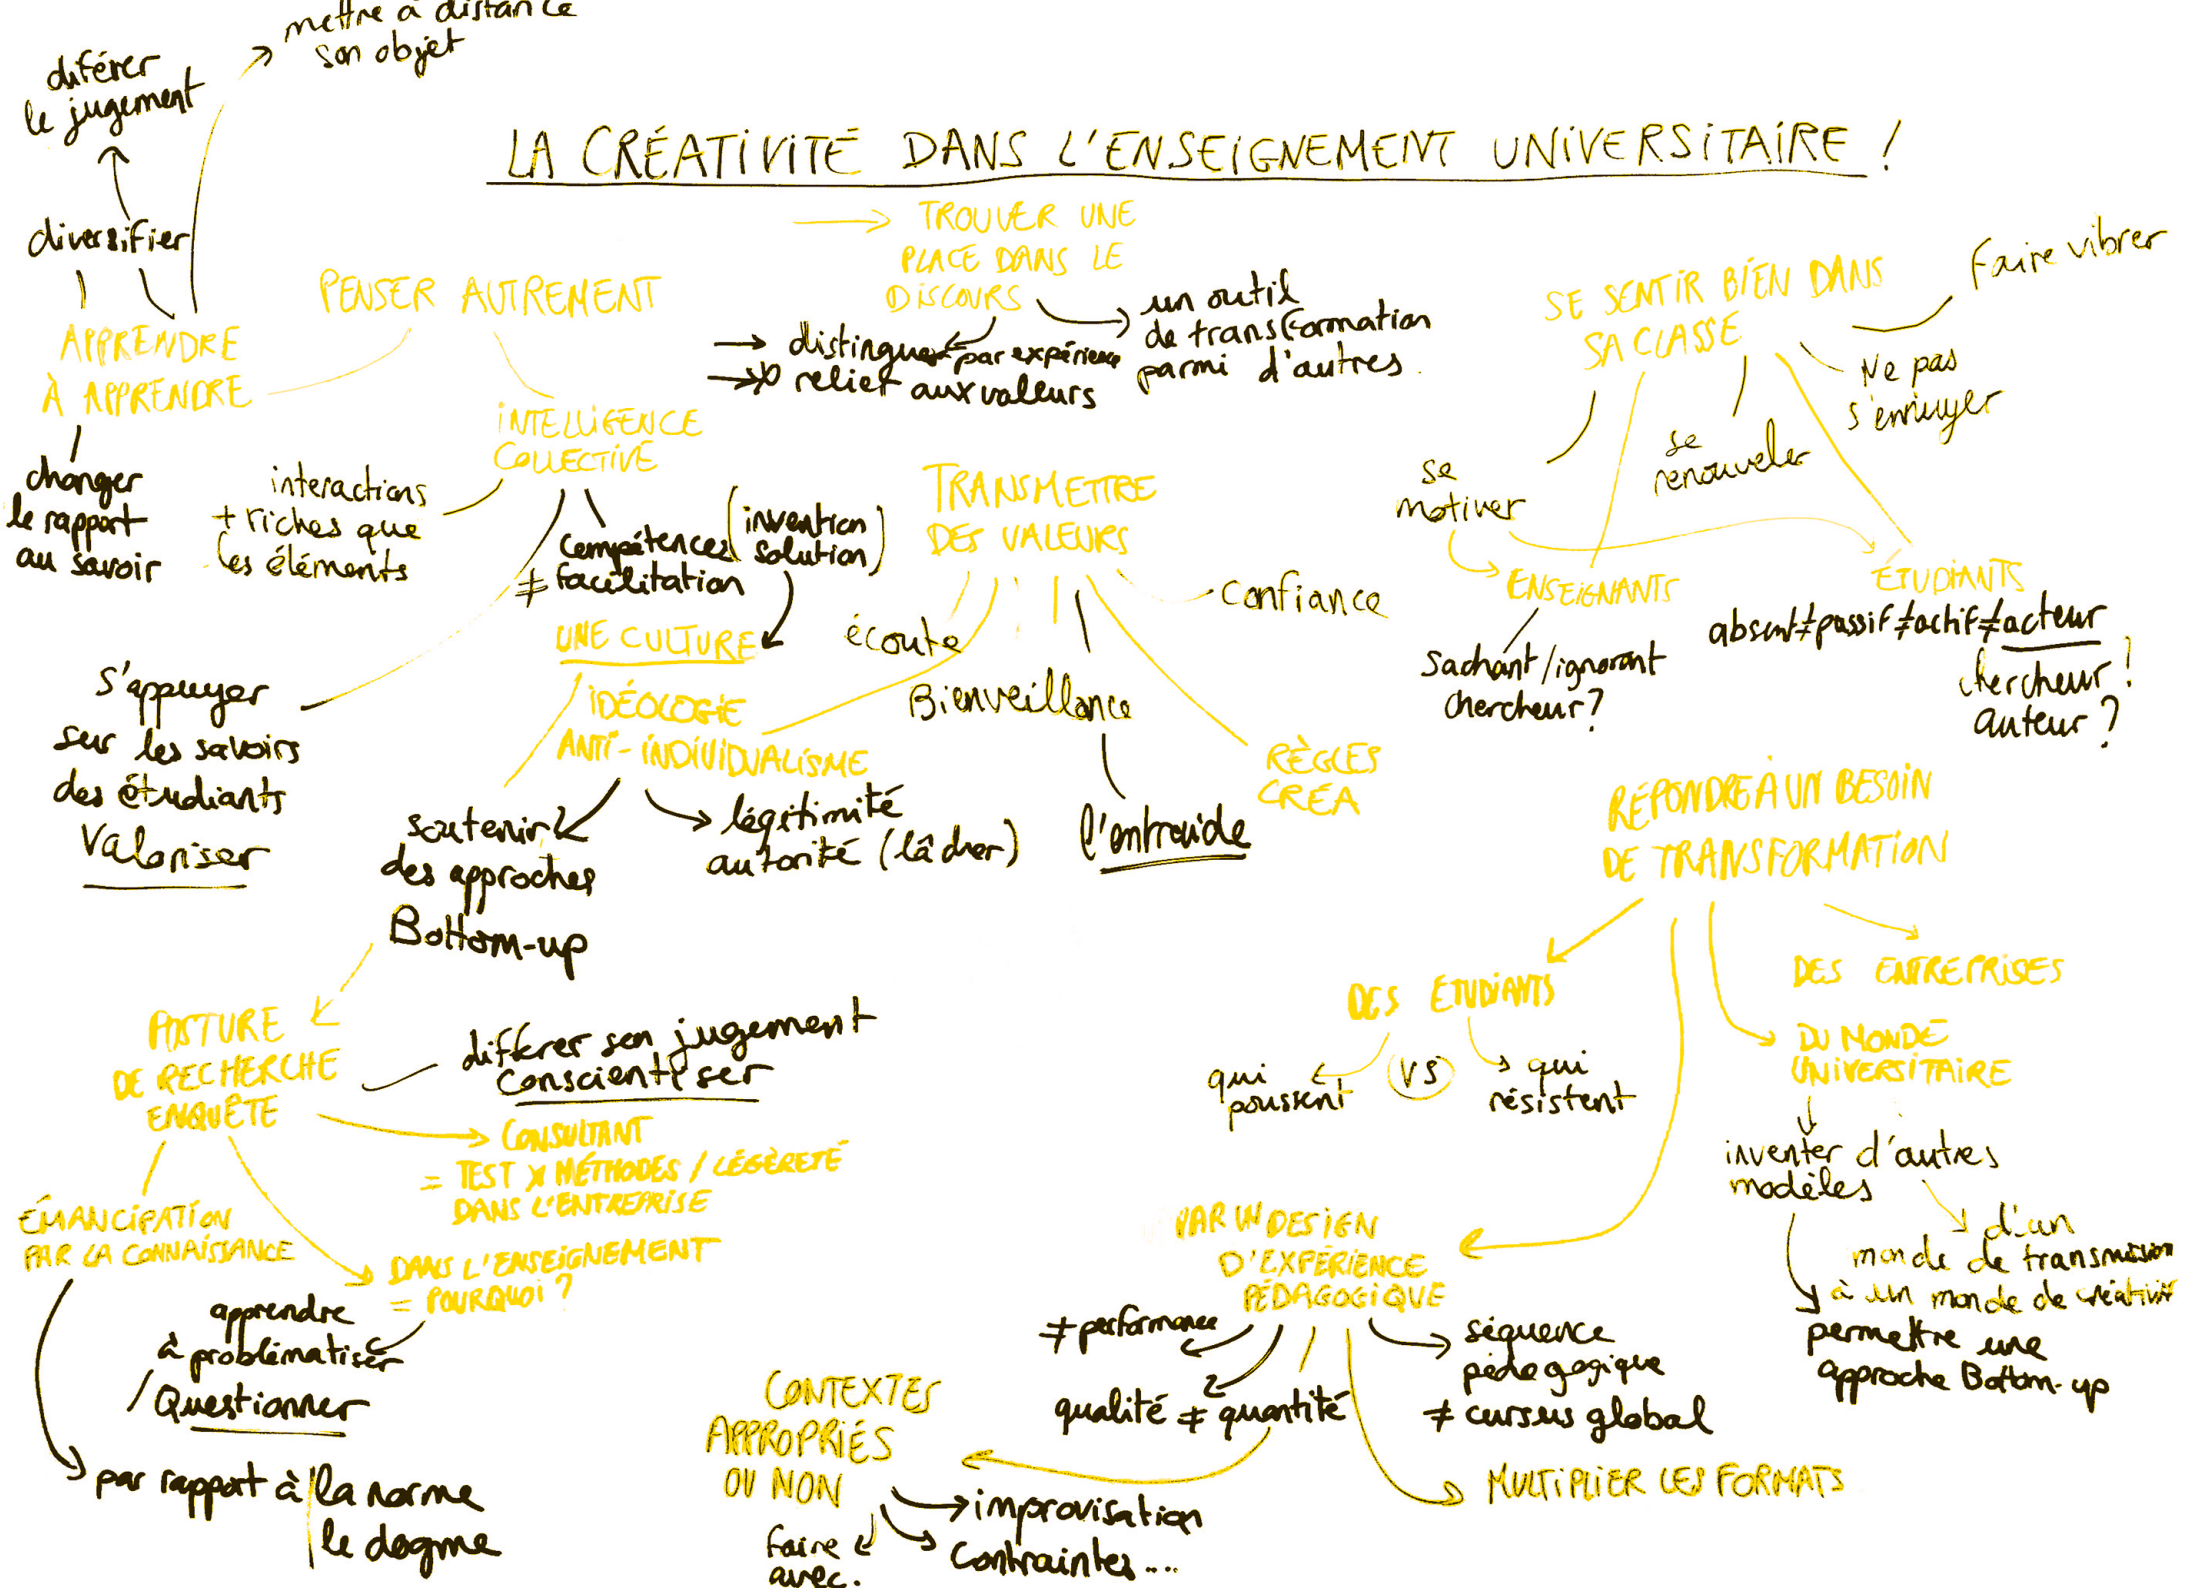 mettre à distance
son objet
diférer
le jugement
diversifier
LA CRÉATIVITÉ DANS L'ENSEIGNEMENT UNIVERSITAIRE !
PENSER AUTREMENT
APPRENDRE
À APPRENDRE
changer
le rapport
au savoir
INTELLIGENCE
COLLECTIVE
interactions
+ riches que
les éléments
compétences
≠ facilitation
(invention
solution)
S'appuyer
sur les savoirs
des étudiants
Valoriser
→ TROUVER UNE
PLACE DANS LE
DISCOURS
→ distinguer par expérience
→ relief aux valeurs
un outil
de transformation
parmi d'autres.
TRANSMETTRE
DES VALEURS
écoute
Bienveillance
l'entraide
Confiance
RÈGLES
CRÉA
UNE CULTURE
IDÉOLOGIE
ANTI-INDIVIDUALISME
soutenir
des approches
Bottom-up
légitimité
autorité (lâcher)
SE SENTIR BIEN DANS
SA CLASSE
Faire vibrer
Ne pas
s'ennuyer
se
renouveler
se
motiver
ENSEIGNANTS
Sachant/ignorant
chercheur?
ÉTUDIANTS
absent≠passif≠actif≠acteur
chercheur!
auteur?
POSTURE
DE RECHERCHE
ENQUÊTE
différer son jugement
Conscientiser
CONSULTANT
= TEST X MÉTHODES / LÉGÈRETÉ
DANS L'ENTREPRISE
ÉMANCIPATION
PAR LA CONNAISSANCE
DANS L'ENSEIGNEMENT
= POURQUOI ?
apprendre
à problématiser
/ Questionner
par rapport à la norme
le dogme
RÉPONDRE À UN BESOIN
DE TRANSFORMATION
DES ETUDIANTS
qui
poussent
VS
qui
résistent
DES ENTREPRISES
DU MONDE
UNIVERSITAIRE
inventer d'autres
modèles
d'un
monde de transmission
à un monde de créativité
permettre une
approche Bottom-up
PAR UN DESIGN
D'EXPÉRIENCE
PÉDAGOGIQUE
≠ performance
qualité ≠ quantité
séquence
pédagogique
≠ cursus global
MULTIPLIER LES FORMATS
CONTEXTES
APPROPRIÉS
OU NON
improvisation
Contraintes ....
Faire
avec.